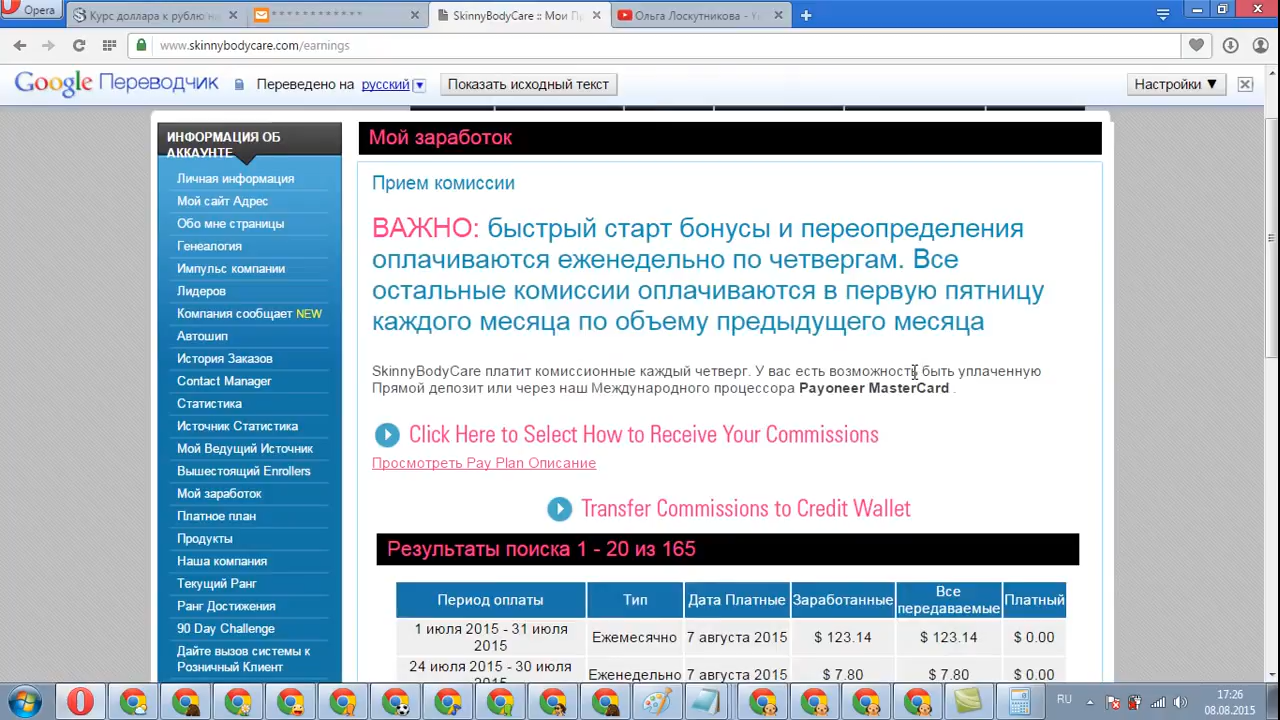 Opera
Курс доллара к рублю на
* * * * * * * * * * * *
SkinnyBodyCare :: Мои П
Ольга Лоскутникова -
www.skinnybodycare.com/earnings
Google Переводчик
Переведено на русский
Показать исходный текст
Настройки ▼
ИНФОРМАЦИЯ ОБ
АККАУНТЕ
Личная информация
Мой сайт Адрес
Обо мне страницы
Генеалогия
Импульс компании
Лидеров
Компания сообщает NEW
Автошип
История Заказов
Contact Manager
Статистика
Источник Статистика
Мой Ведущий Источник
Вышестоящий Enrollers
Мой заработок
Платное план
Продукты
Наша компания
Текущий Ранг
Ранг Достижения
90 Day Challenge
Дайте вызов системы к
Розничный Клиент
Мой заработок
Прием комиссии
ВАЖНО: быстрый старт бонусы и переопределения
оплачиваются еженедельно по четвергам. Все
остальные комиссии оплачиваются в первую пятницу
каждого месяца по объему предыдущего месяца
SkinnyBodyCare платит комиссионные каждый четверг. У вас есть возможность быть уплаченную
Прямой депозит или через наш Международного процессора Payoneer MasterCard .
Click Here to Select How to Receive Your Commissions
Просмотреть Pay Plan Описание
Transfer Commissions to Credit Wallet
Результаты поиска 1 - 20 из 165
Период оплаты Тип Дата Платные Заработанные Все передаваемые Платный
1 июля 2015 - 31 июля
2015
Ежемесячно 7 августа 2015 $ 123.14 $ 123.14 $ 0.00
24 июля 2015 - 30 июля
Еженедельно 7 августа 2015 $ 7.80 $ 7.80 $ 0.00
RU
17:26
08.08.2015